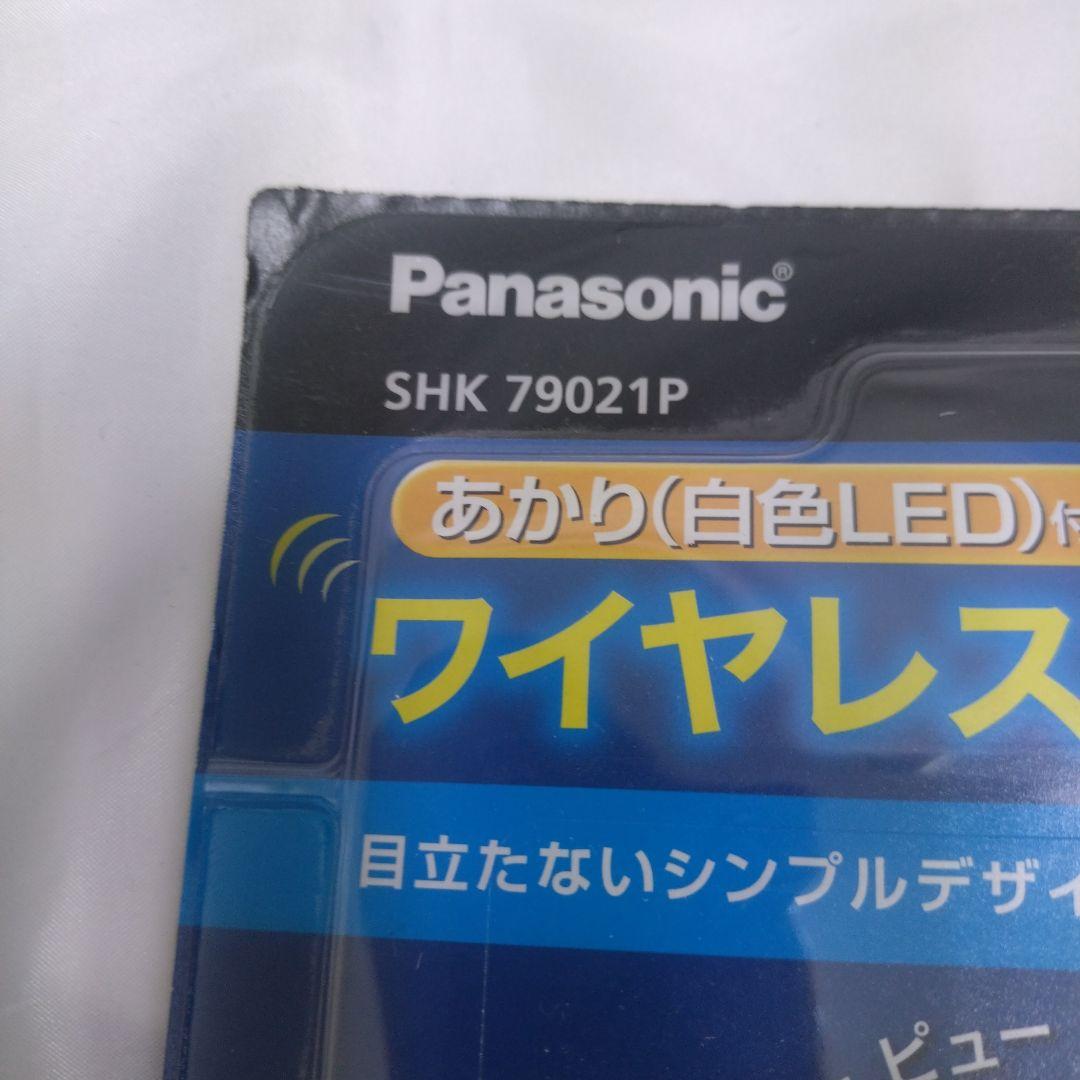 Panasonic®
SHK 79021P
あかり(白色LED)付
ワイヤレス
目立たないシンプルデザイ
ピュー